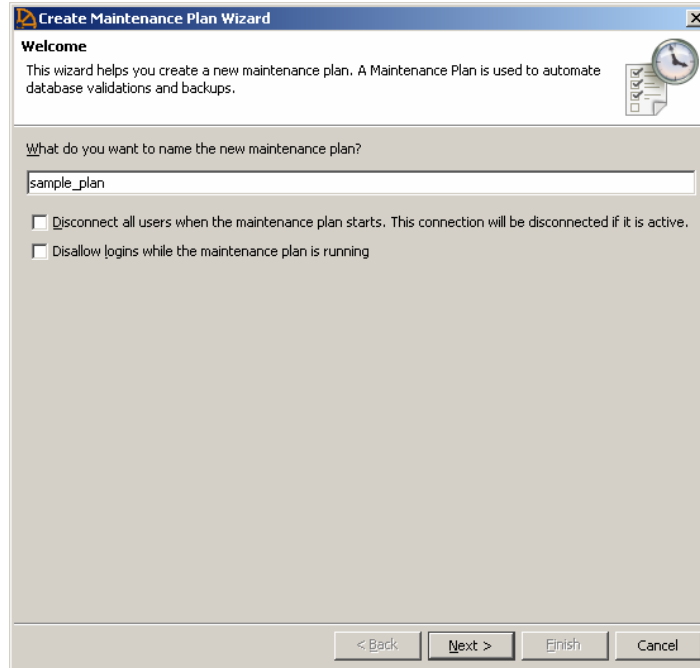 Create Maintenance Plan Wizard
Welcome
This wizard helps you create a new maintenance plan. A Maintenance Plan is used to automate
database validations and backups.
What do you want to name the new maintenance plan?
sample_plan
Disconnect all users when the maintenance plan starts. This connection will be disconnected if it is active.
Disallow logins while the maintenance plan is running
< Back Next > Finish Cancel